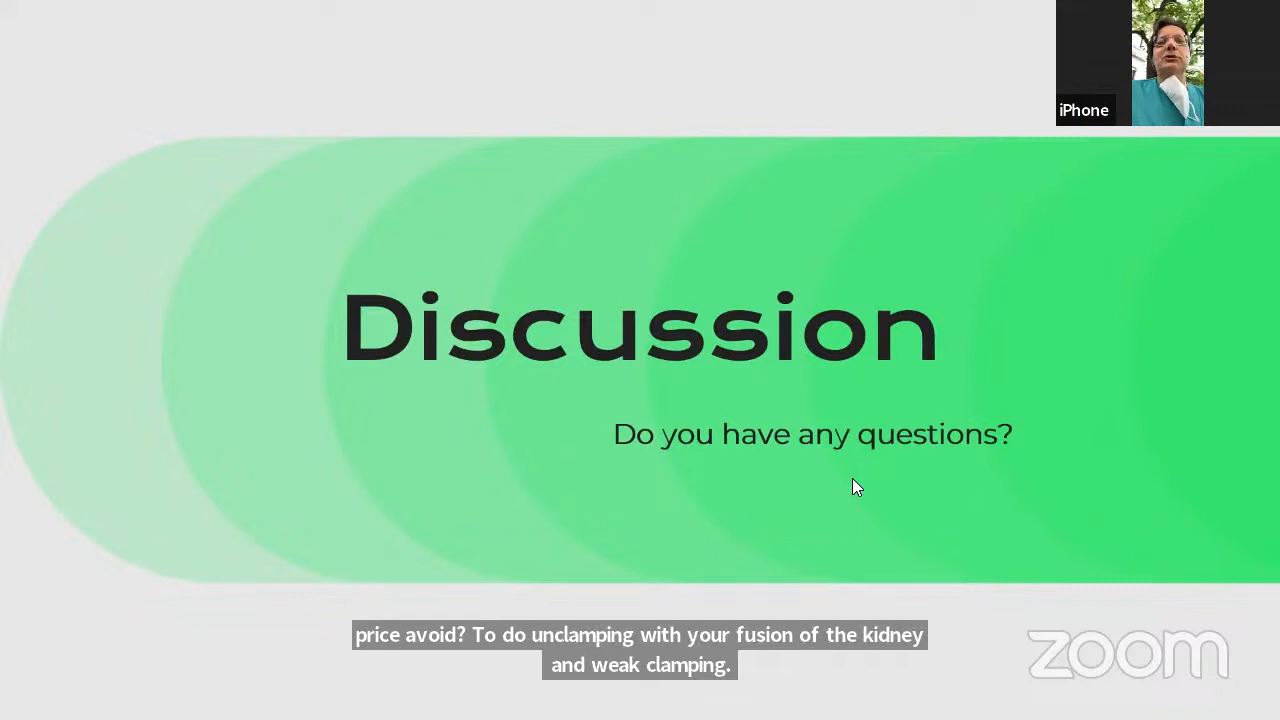 iPhone
Discussion
Do you have any questions?
price avoid? To do unclamping with your fusion of the kidney
and weak clamping.
zoom